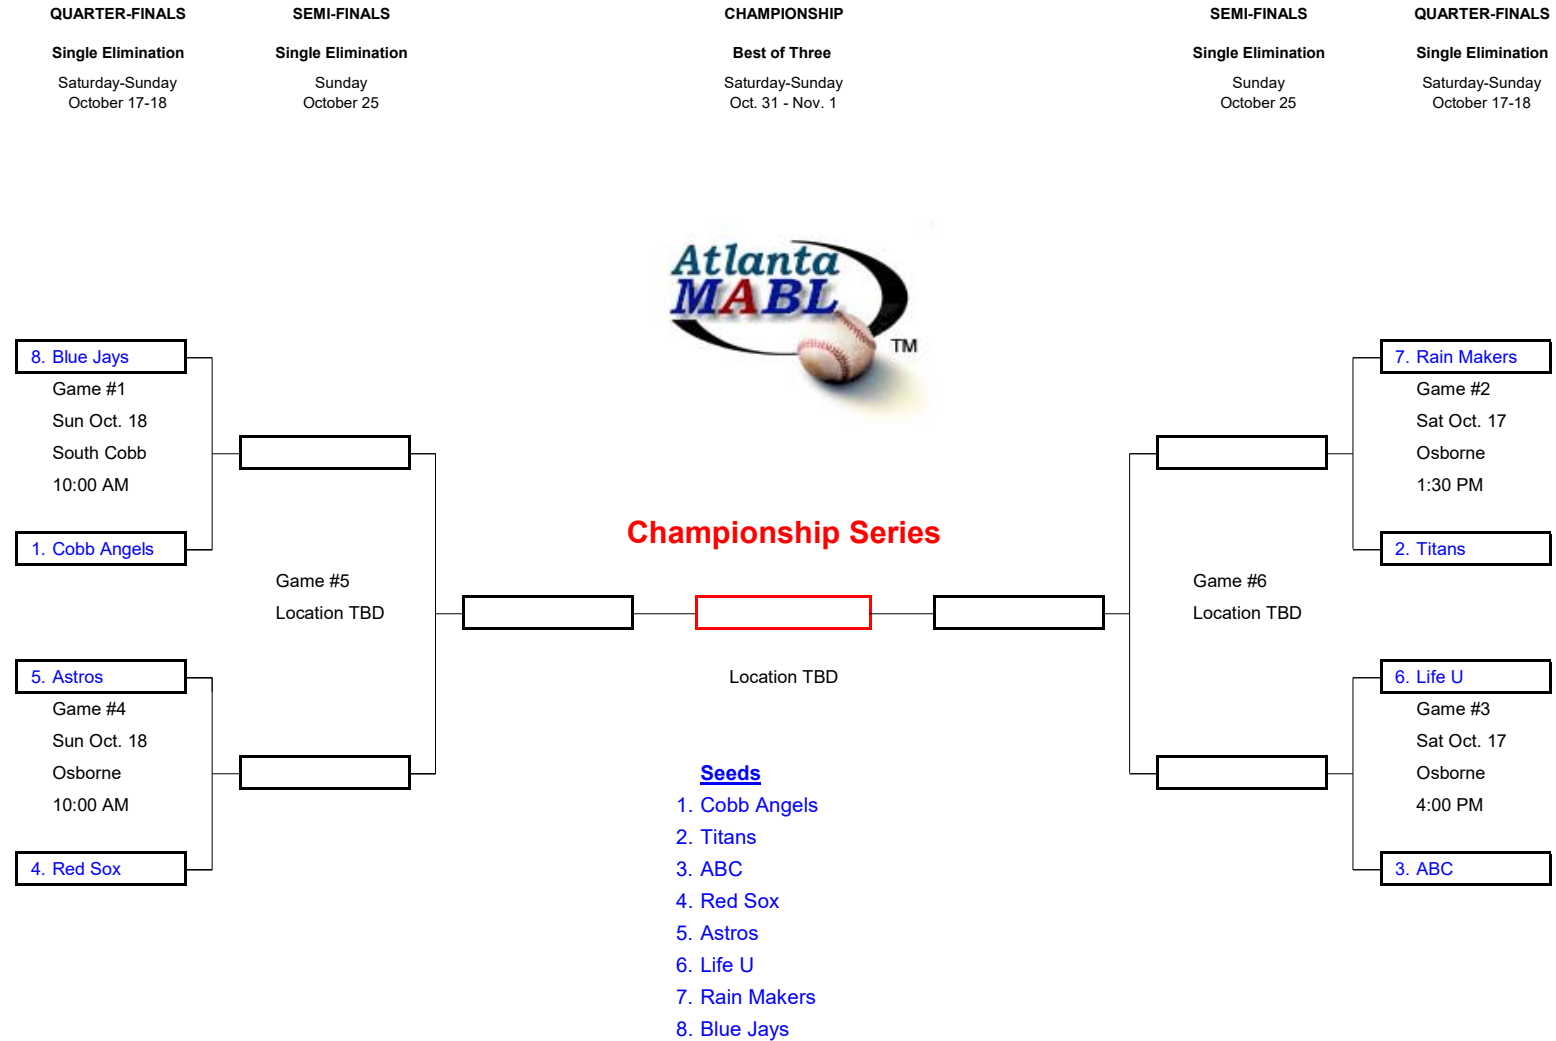 QUARTER-FINALS
Single Elimination
Saturday-Sunday
October 17-18
SEMI-FINALS
Single Elimination
Sunday
October 25
CHAMPIONSHIP
Best of Three
Saturday-Sunday
Oct. 31 - Nov. 1
SEMI-FINALS
Single Elimination
Sunday
October 25
QUARTER-FINALS
Single Elimination
Saturday-Sunday
October 17-18
Atlanta
MABL
TM
8. Blue Jays
Game #1
Sun Oct. 18
South Cobb
10:00 AM
1. Cobb Angels
Game #5
Location TBD
5. Astros
Game #4
Sun Oct. 18
Osborne
10:00 AM
4. Red Sox
Championship Series
Location TBD
Seeds
1. Cobb Angels
2. Titans
3. ABC
4. Red Sox
5. Astros
6. Life U
7. Rain Makers
8. Blue Jays
7. Rain Makers
Game #2
Sat Oct. 17
Osborne
1:30 PM
2. Titans
Game #6
Location TBD
6. Life U
Game #3
Sat Oct. 17
Osborne
4:00 PM
3. ABC